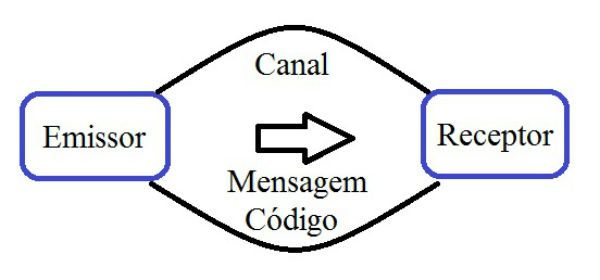 Canal
Emissor
Receptor
Mensagem
Código